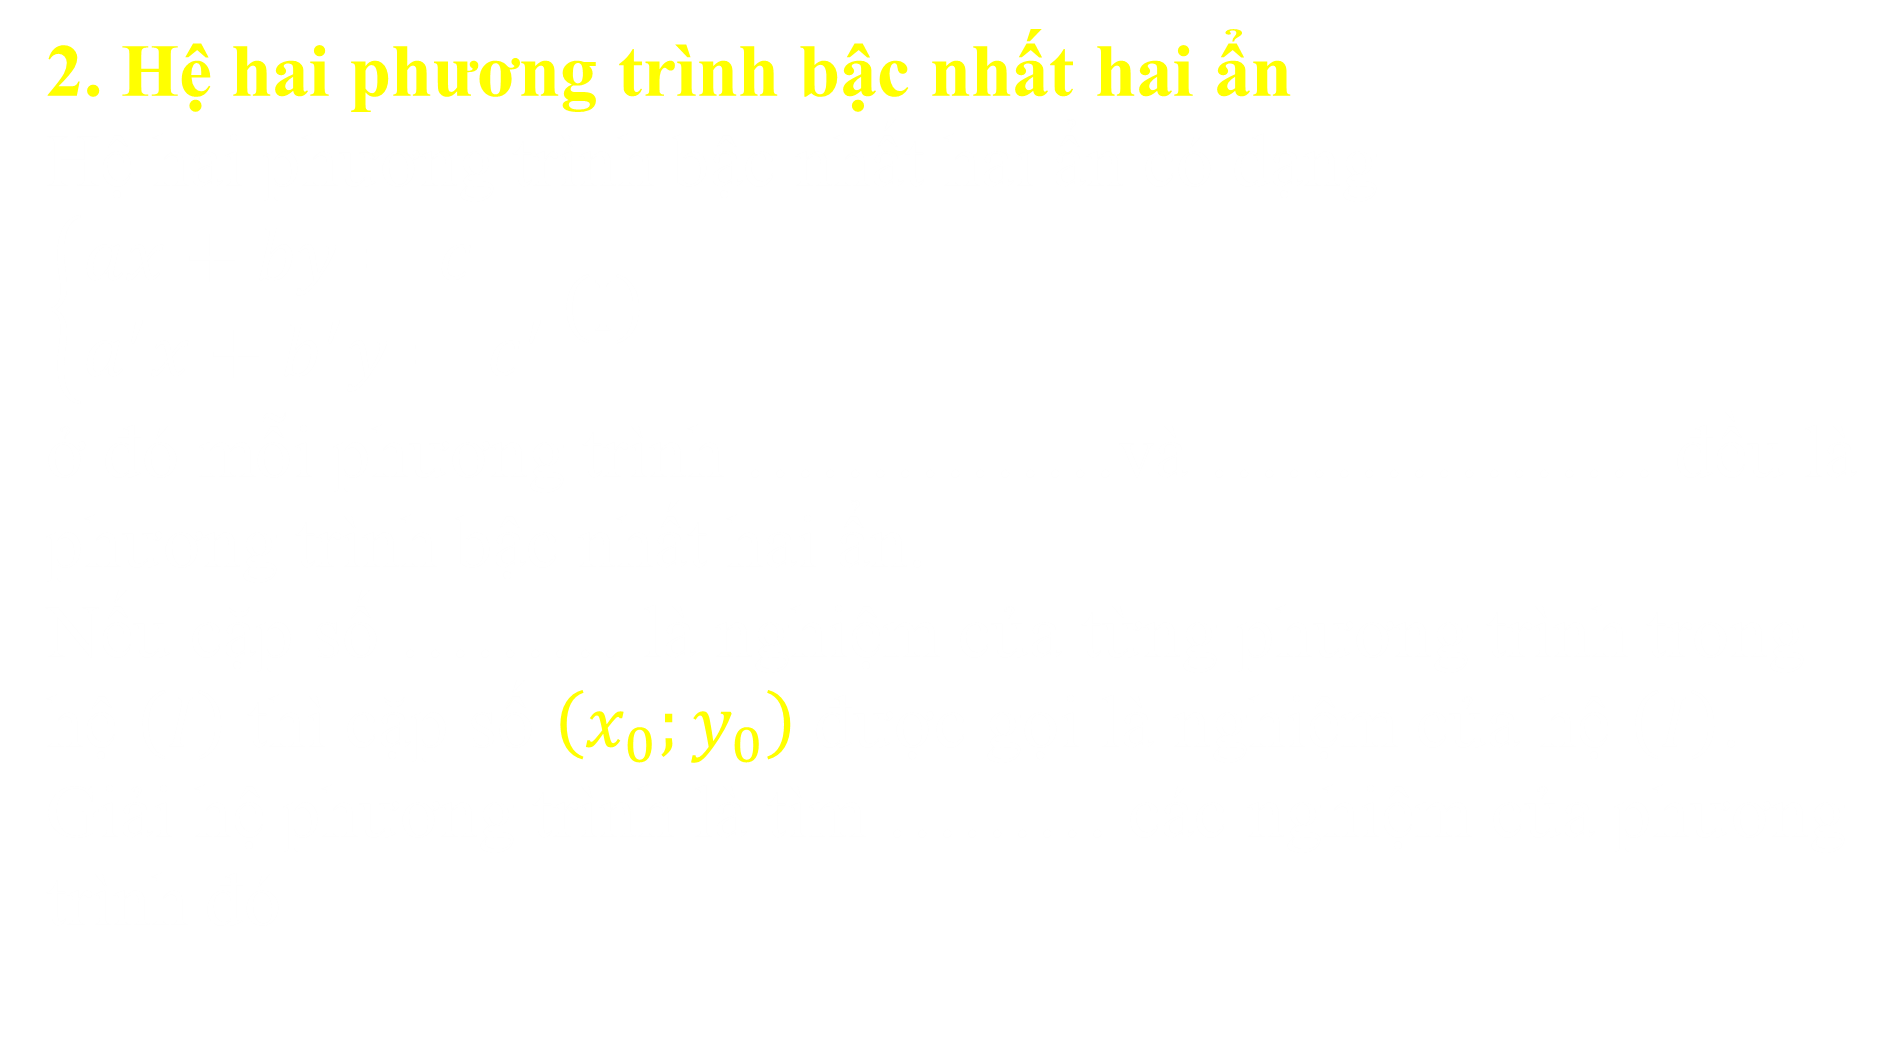 2. Hệ hai phương trình bậc nhất hai ẩn
(x₀; y₀)